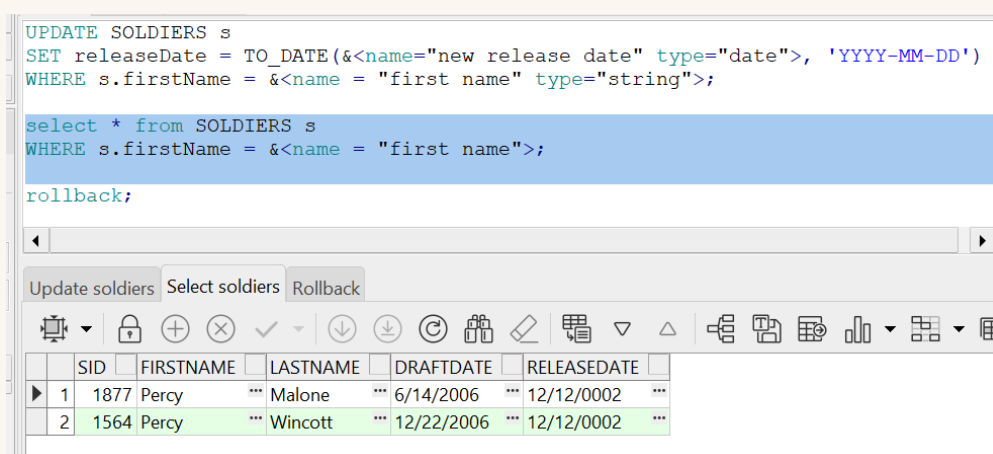 UPDATE SOLDIERS s
SET releaseDate = TO_DATE(&<name="new release date" type="date">, 'YYYY-MM-DD')
WHERE s.firstName = &<name = "first name" type="string">;
select * from SOLDIERS s
WHERE s.firstName = &<name = "first name">;
rollback;
Update soldiers Select soldiers Rollback
SID FIRSTNAME LASTNAME DRAFTDATE RELEASEDATE
1 1877 Percy ... Malone ... 6/14/2006 ... 12/12/0002 ...
2 1564 Percy ... Wincott ... 12/22/2006 ... 12/12/0002 ...